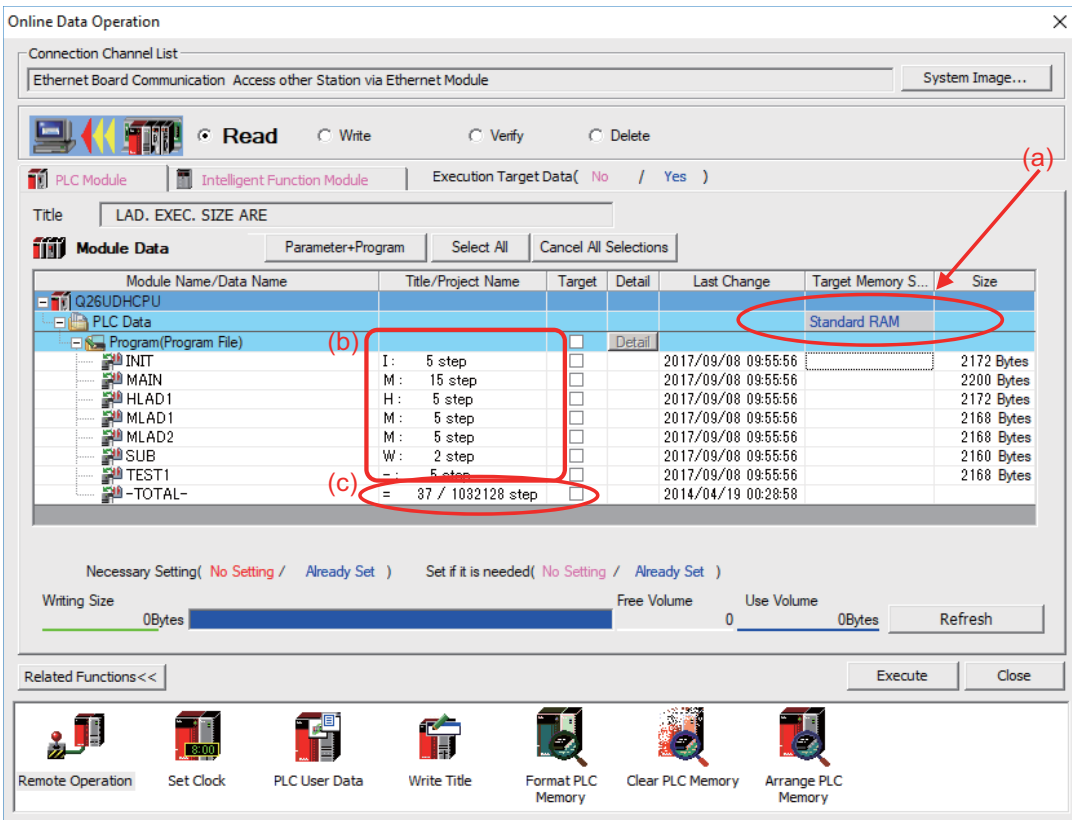 Online Data Operation
Connection Channel List
Ethernet Board Communication Access other Station via Ethernet Module
System Image...
Read Write Verify Delete
(a)
PLC Module Intelligent Function Module Execution Target Data( No / Yes )
Title LAD. EXEC. SIZE ARE
Module Data Parameter+Program Select All Cancel All Selections
Module Name/Data Name Title/Project Name Target Detail Last Change Target Memory S... Size
Q26UDHCPU
PLC Data Standard RAM
Program(Program File) (b) Detail
INIT I: 5 step 2017/09/08 09:55:56 2172 Bytes
MAIN M: 15 step 2017/09/08 09:55:56 2200 Bytes
HLAD1 H: 5 step 2017/09/08 09:55:56 2172 Bytes
MLAD1 M: 5 step 2017/09/08 09:55:56 2168 Bytes
MLAD2 M: 5 step 2017/09/08 09:55:56 2168 Bytes
SUB W: 2 step 2017/09/08 09:55:56 2160 Bytes
TEST1 -: 5 step 2017/09/08 09:55:56 2168 Bytes
-TOTAL- (c) = 37 / 1032128 step 2014/04/19 00:28:58
Necessary Setting( No Setting / Already Set ) Set if it is needed( No Setting / Already Set )
Writing Size Free Volume Use Volume
0Bytes 0 0Bytes Refresh
Related Functions<< Execute Close
8:00
Remote Operation Set Clock PLC User Data Write Title Format PLC Memory Clear PLC Memory Arrange PLC Memory